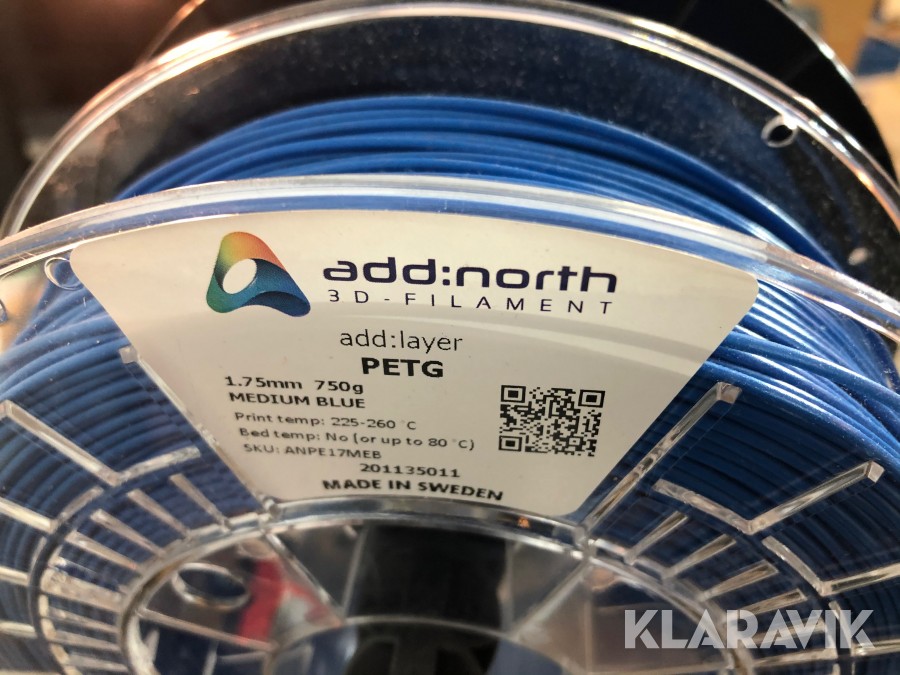 add:north
3D-FILAMENT
add:layer
PETG
1.75mm 750g
MEDIUM BLUE
Print temp: 225-260 °C
Bed temp: No (or up to 80 °C)
SKU: ANPE17MEB
201135011
MADE IN SWEDEN
KLARAVIK